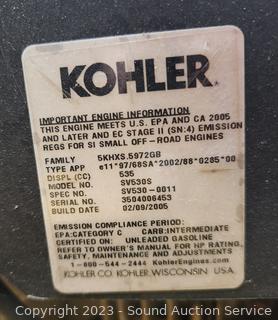 KOHLER
IMPORTANT ENGINE INFORMATION
THIS ENGINE MEETS U.S. EPA AND CA 2005
AND LATER AND EC STAGE II (SN:4) EMISSION
REGS FOR SI SMALL OFF-ROAD ENGINES
FAMILY 5KHXS.5972GB
TYPE APP e11*97/68SA*2002/88*0285*00
DISPL (CC) 535
MODEL NO. SV530S
SPEC NO. SV530-0011
SERIAL NO. 3504006453
BUILD DATE 02/09/2005
EMISSION COMPLIANCE PERIOD:
EPA:CATEGORY C CARB:INTERMEDIATE
CERTIFIED ON: UNLEADED GASOLINE
REFER TO OWNER'S MANUAL FOR HP RATING,
SAFETY, MAINTENANCE AND ADJUSTMENTS
1-800-544-2444 KohlerEngines.com
KOHLER CO. KOHLER WISCONSIN USA
Copyright © 2023 - Sound Auction Service